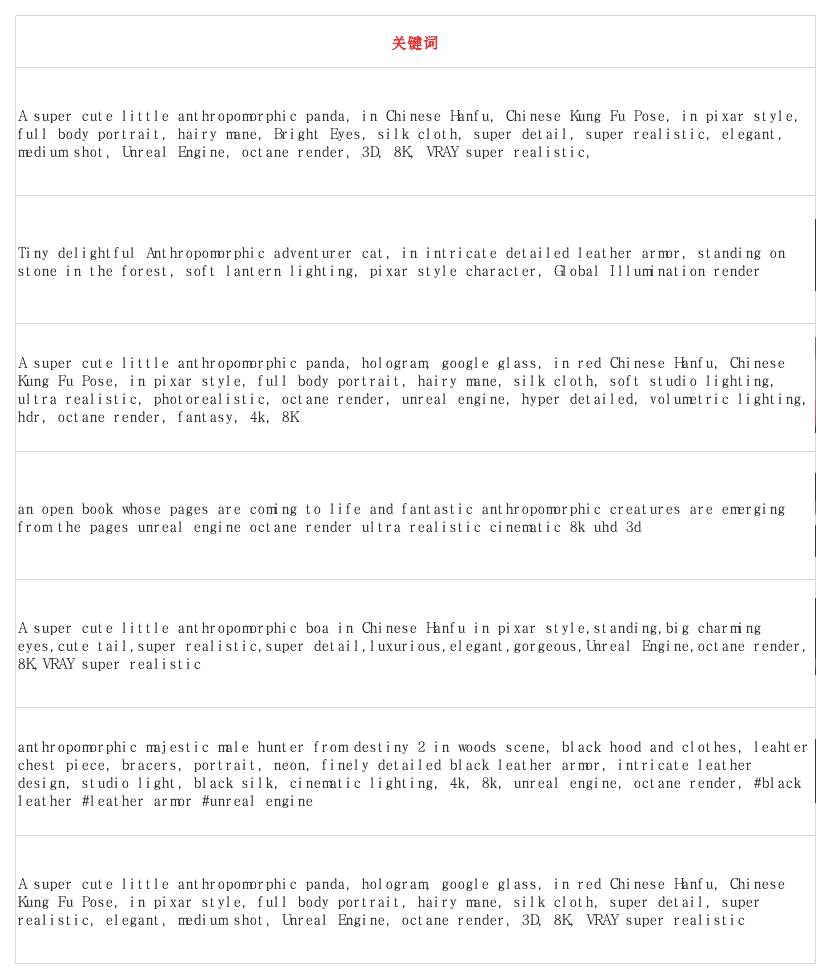 关键词
A super cute little anthropomorphic panda, in Chinese Hanfu, Chinese Kung Fu Pose, in pixar style,
full body portrait, hairy mane, Bright Eyes, silk cloth, super detail, super realistic, elegant,
medium shot, Unreal Engine, octane render, 3D, 8K, VRAY super realistic,
Tiny delightful Anthropomorphic adventurer cat, in intricate detailed leather armor, standing on
stone in the forest, soft lantern lighting, pixar style character, Global Illumination render
A super cute little anthropomorphic panda, hologram, google glass, in red Chinese Hanfu, Chinese
Kung Fu Pose, in pixar style, full body portrait, hairy mane, silk cloth, soft studio lighting,
ultra realistic, photorealistic, octane render, unreal engine, hyper detailed, volumetric lighting,
hdr, octane render, fantasy, 4k, 8K
an open book whose pages are coming to life and fantastic anthropomorphic creatures are emerging
from the pages unreal engine octane render ultra realistic cinematic 8k uhd 3d
A super cute little anthropomorphic boa in Chinese Hanfu in pixar style,standing,big charming
eyes,cute tail,super realistic,super detail,luxurious,elegant,gorgeous,Unreal Engine,octane render,
8K,VRAY super realistic
anthropomorphic majestic male hunter from destiny 2 in woods scene, black hood and clothes, leahter
chest piece, bracers, portrait, neon, finely detailed black leather armor, intricate leather
design, studio light, black silk, cinematic lighting, 4k, 8k, unreal engine, octane render, #black
leather #leather armor #unreal engine
A super cute little anthropomorphic panda, hologram, google glass, in red Chinese Hanfu, Chinese
Kung Fu Pose, in pixar style, full body portrait, hairy mane, silk cloth, super detail, super
realistic, elegant, medium shot, Unreal Engine, octane render, 3D, 8K, VRAY super realistic